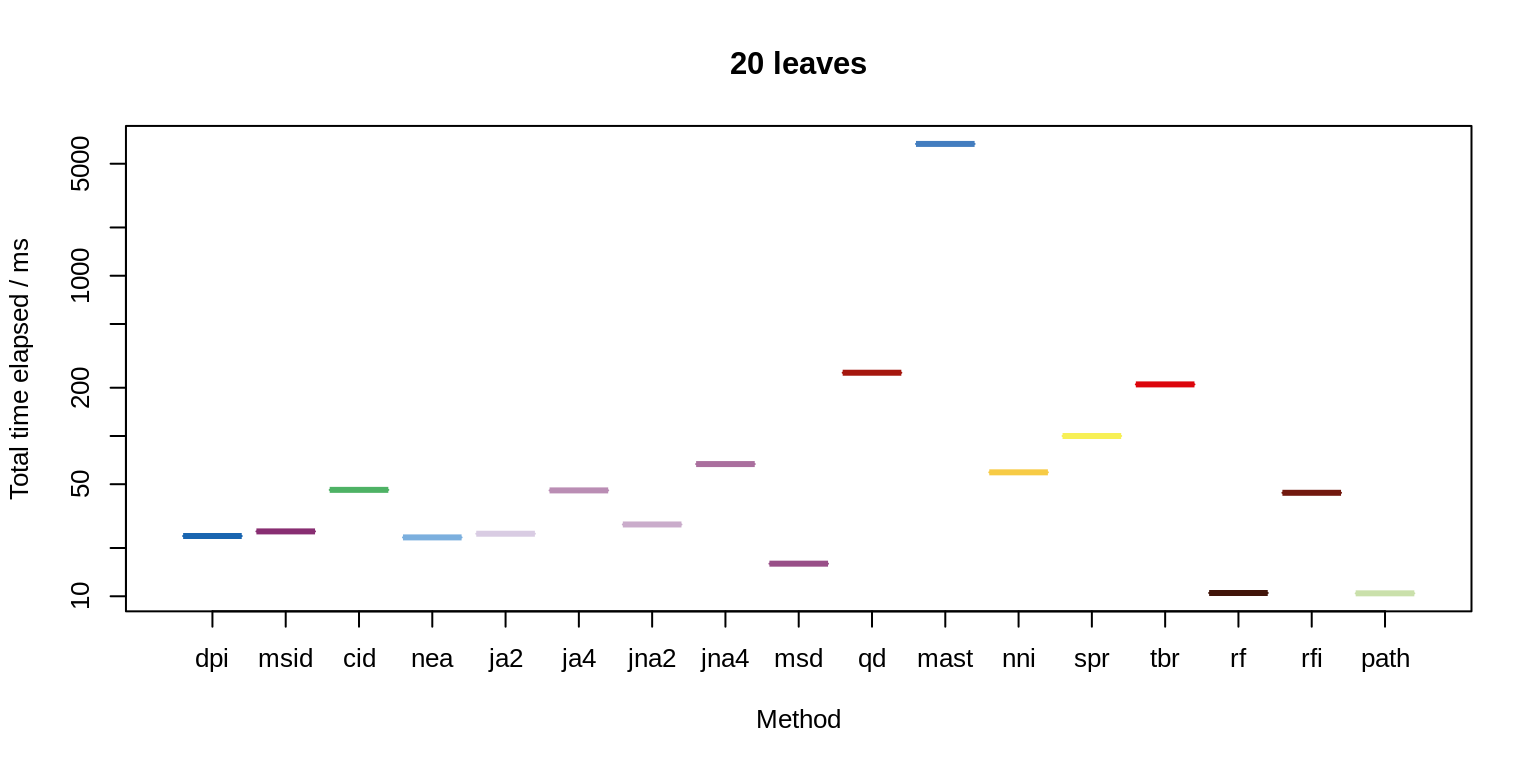 20 leaves
Total time elapsed / ms
5000
1000
200
50
10
dpi msid cid nea ja2 ja4 jna2 jna4 msd qd mast nni spr tbr rf rfi path
Method